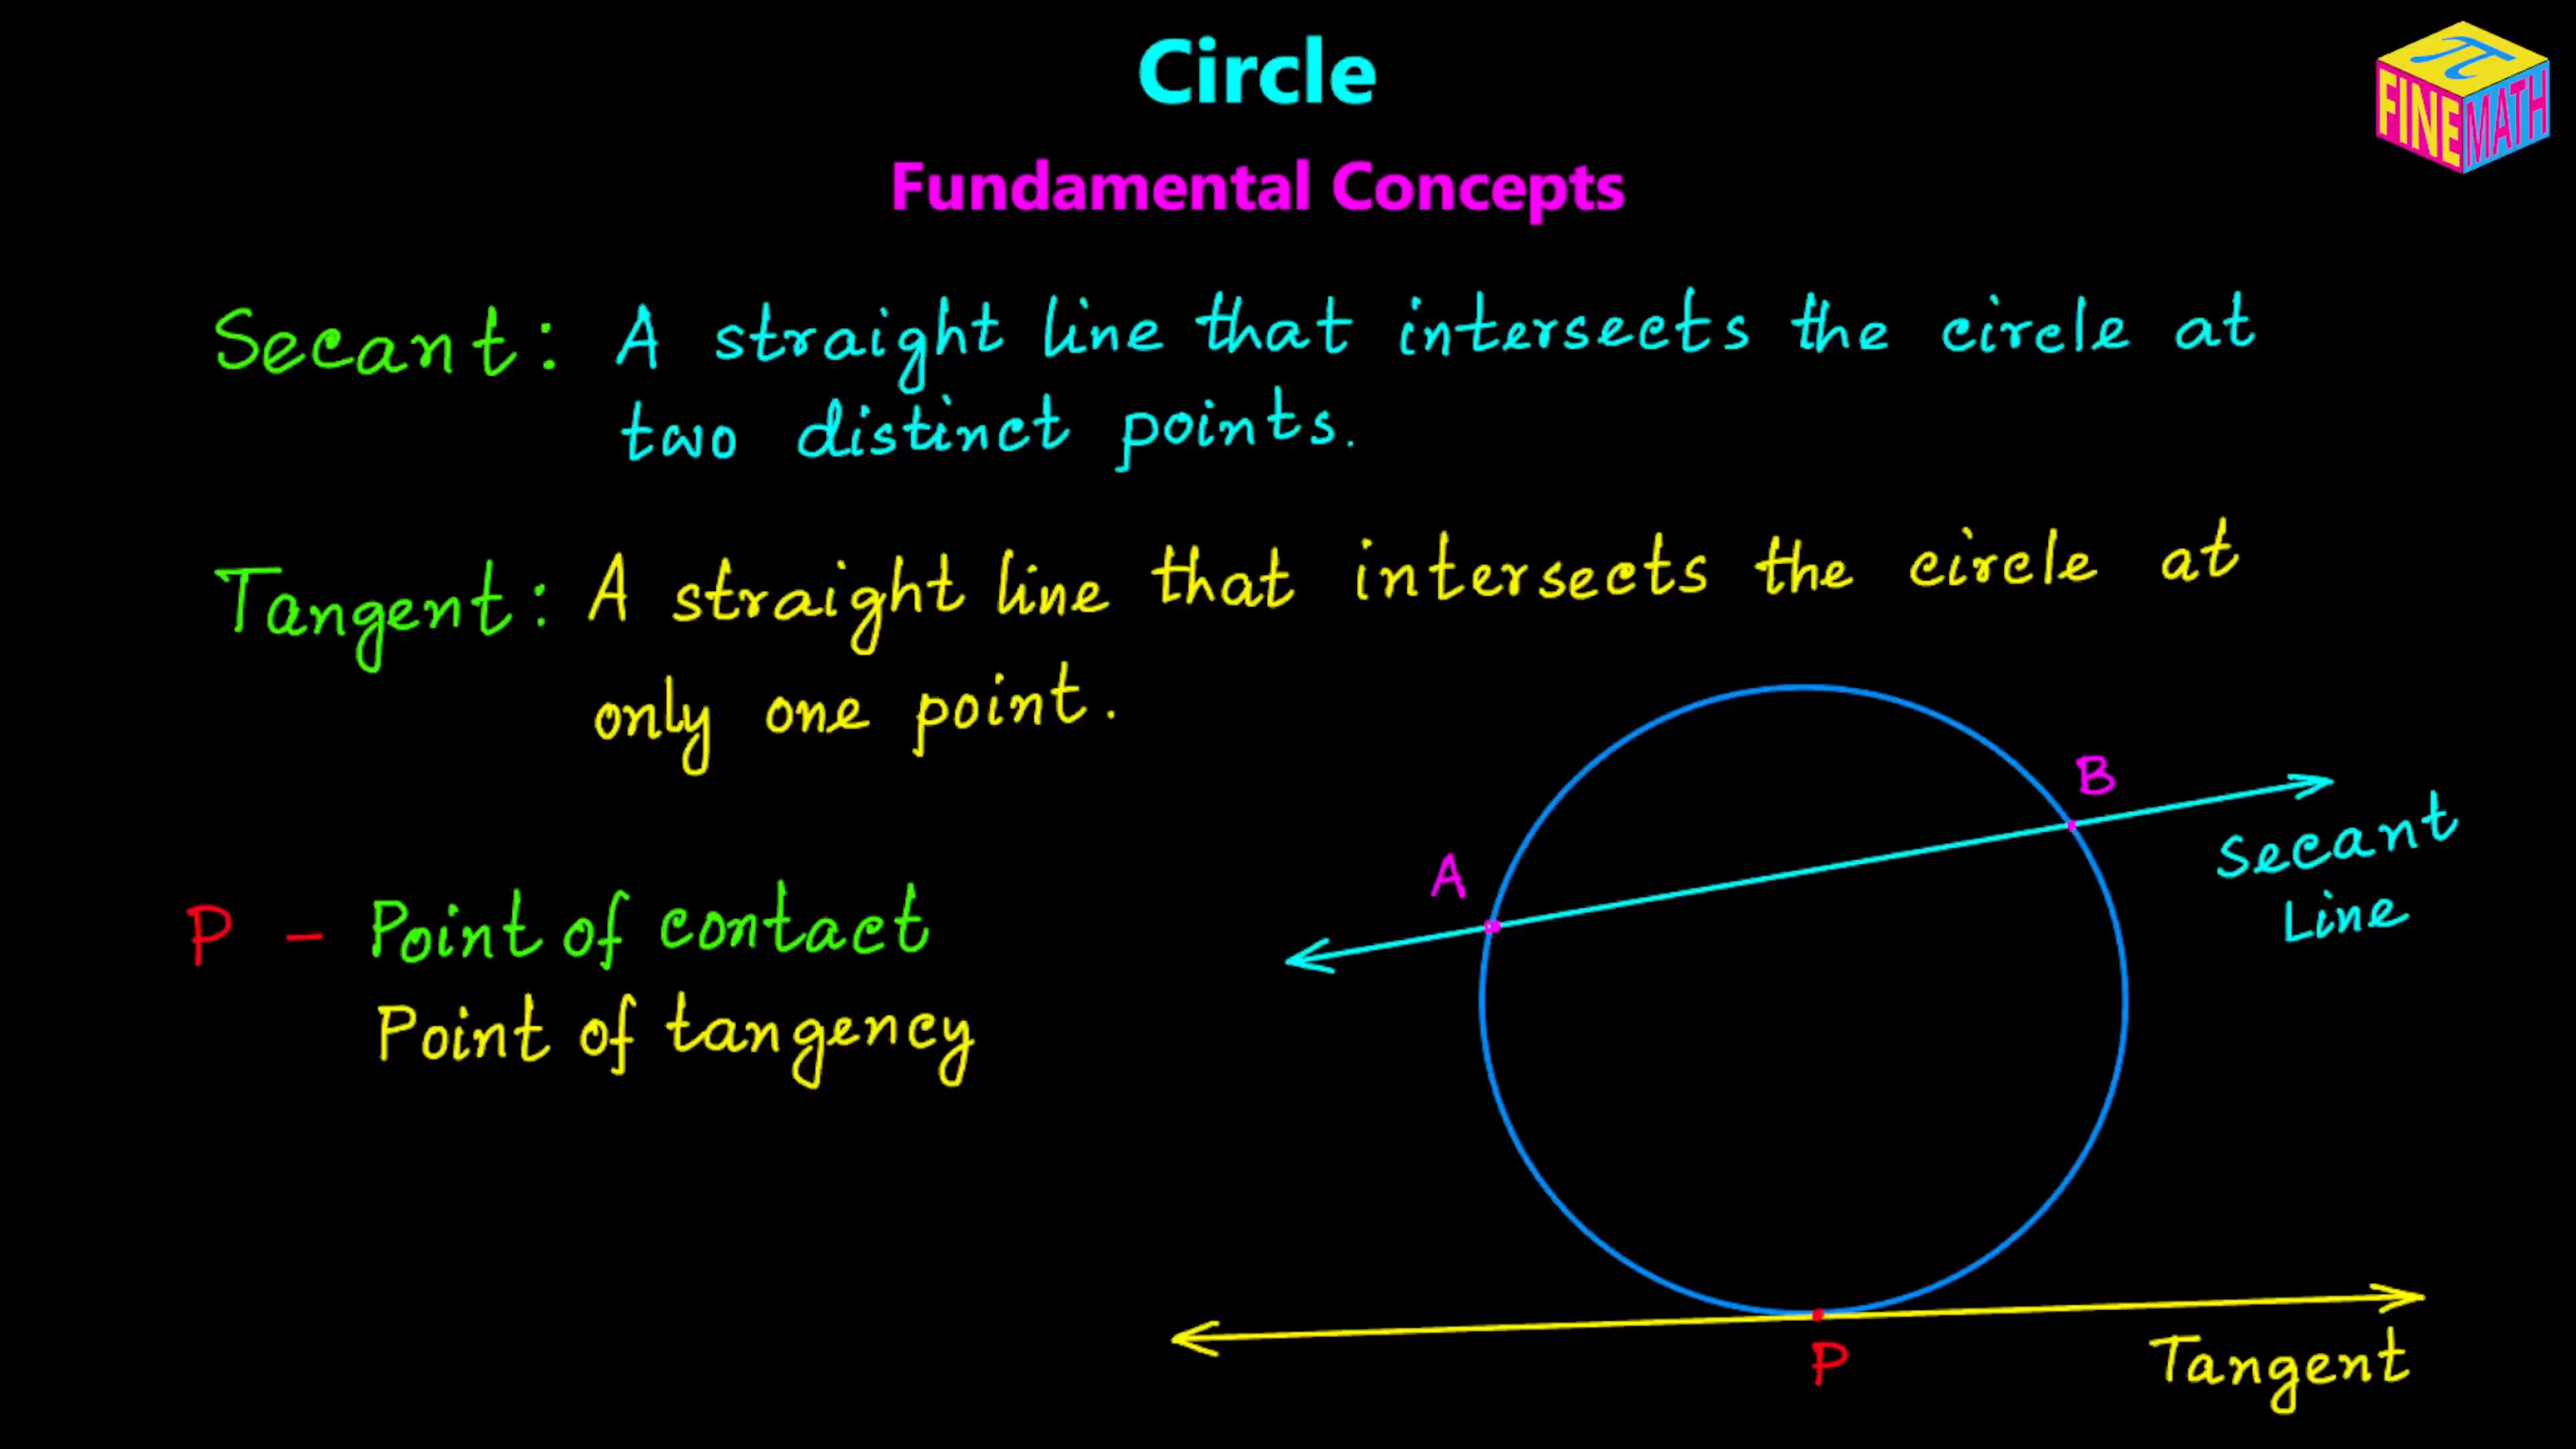 Circle
π
FINE MATH
Fundamental Concepts
Secant: A straight line that intersects the circle at
two distinct points.
Tangent: A straight line that intersects the circle at
only one point.
P - Point of contact
Point of tangency
A
B
Secant
Line
P
Tangent